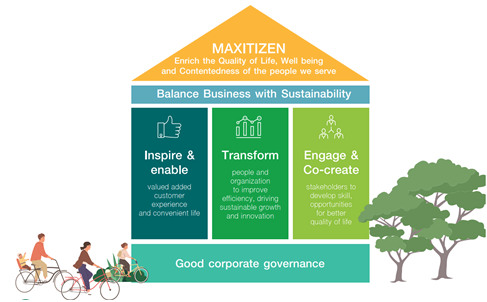 MAXITIZEN
Enrich the Quality of Life, Well being
and Contentedness of the people we serve
Balance Business with Sustainability
Inspire &
enable
valued added
customer
experience
and convenient life
Transform
people and
organization
to improve
efficiency, driving
sustainable growth
and innovation
Engage &
Co-create
stakeholders to
develop skill,
opportunities
for better
quality of life
Good corporate governance